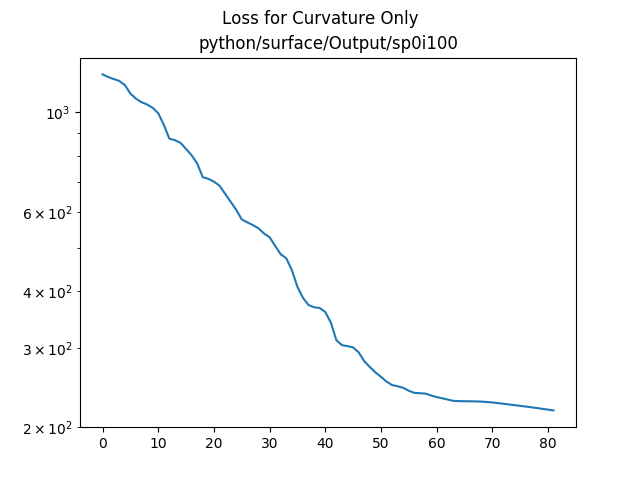 Loss for Curvature Only
python/surface/Output/sp0i100
10³
6 × 10²
4 × 10²
3 × 10²
2 × 10²
0 10 20 30 40 50 60 70 80